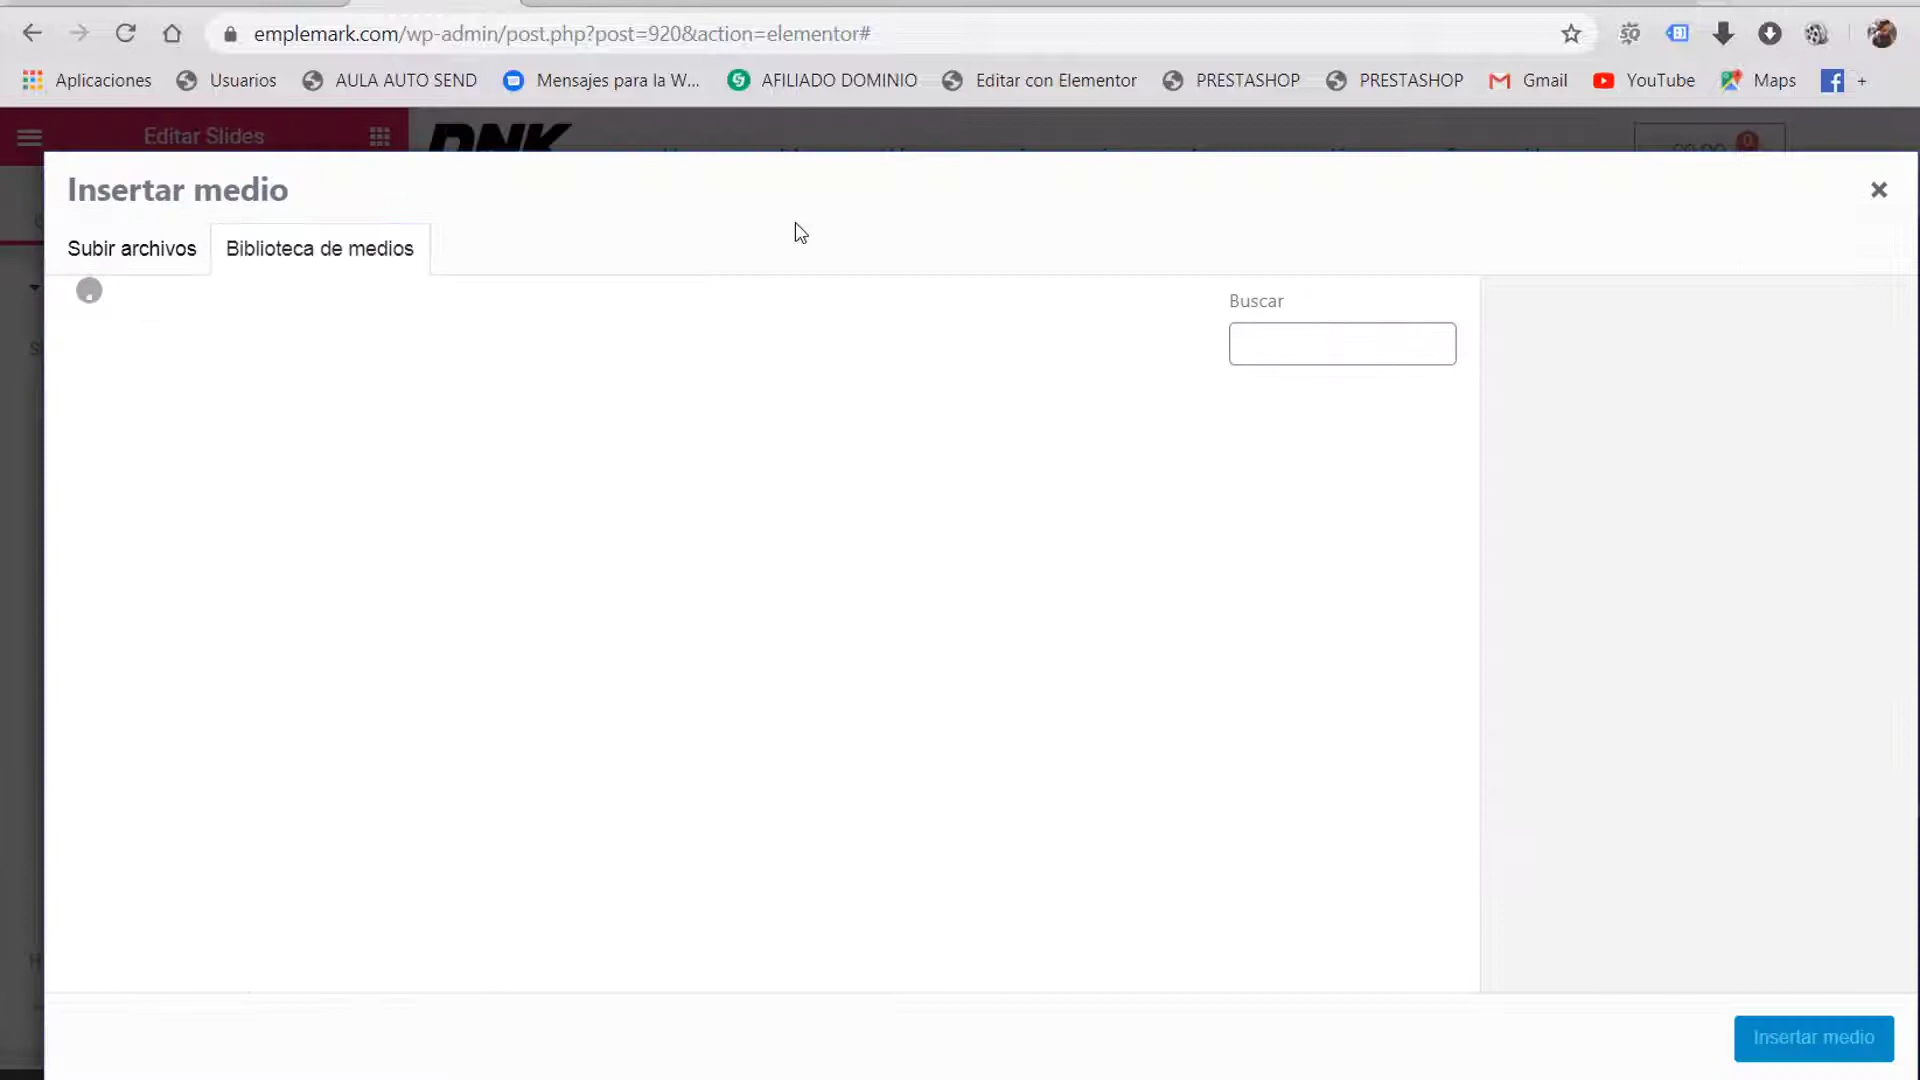 emplemark.com/wp-admin/post.php?post=920&action=elementor#
Aplicaciones Usuarios AULA AUTO SEND Mensajes para la W... AFILIADO DOMINIO Editar con Elementor PRESTASHOP PRESTASHOP Gmail YouTube Maps +
Editar Slides
DNK
Insertar medio
Subir archivos Biblioteca de medios
Buscar
Insertar medio